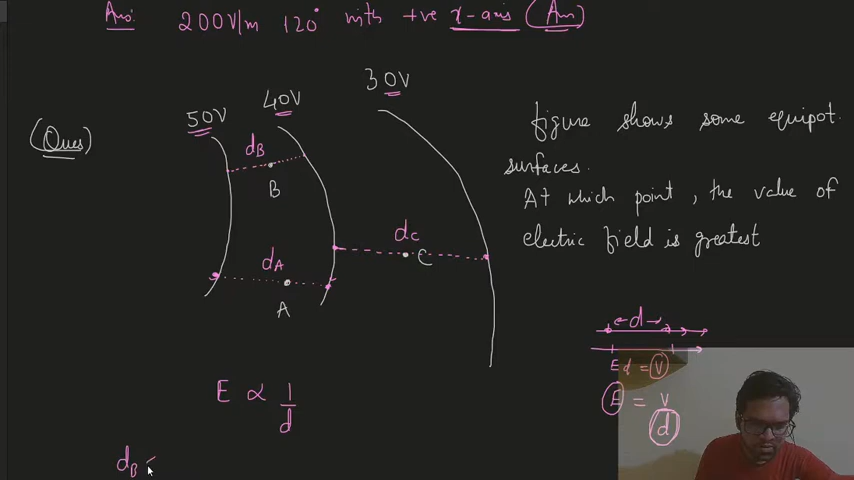 Ans: 200V/m 120° with +ve x-axis (Ans)
(Ques)
50V
40V
30V
dB
B
dA
A
dC
C
figure shows some equipot.
surfaces.
At which point, the value of
electric field is greatest
d
Ed = V
E = V
d
E ∝ 1
d
dB <